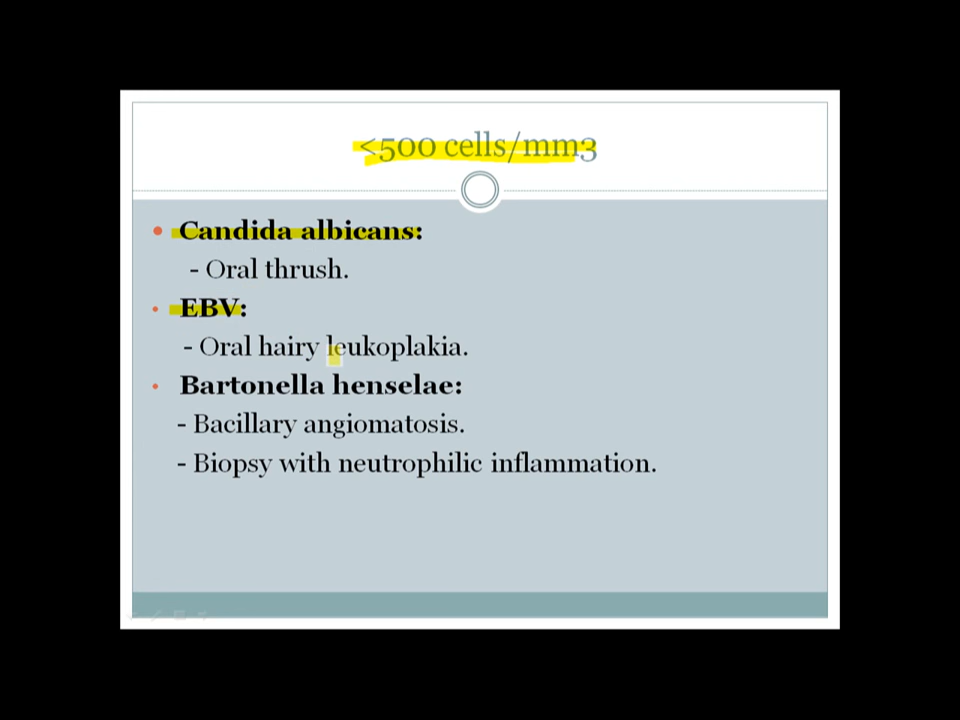 <500 cells/mm3
• Candida albicans:
- Oral thrush.
• EBV:
- Oral hairy leukoplakia.
• Bartonella henselae:
- Bacillary angiomatosis.
- Biopsy with neutrophilic inflammation.